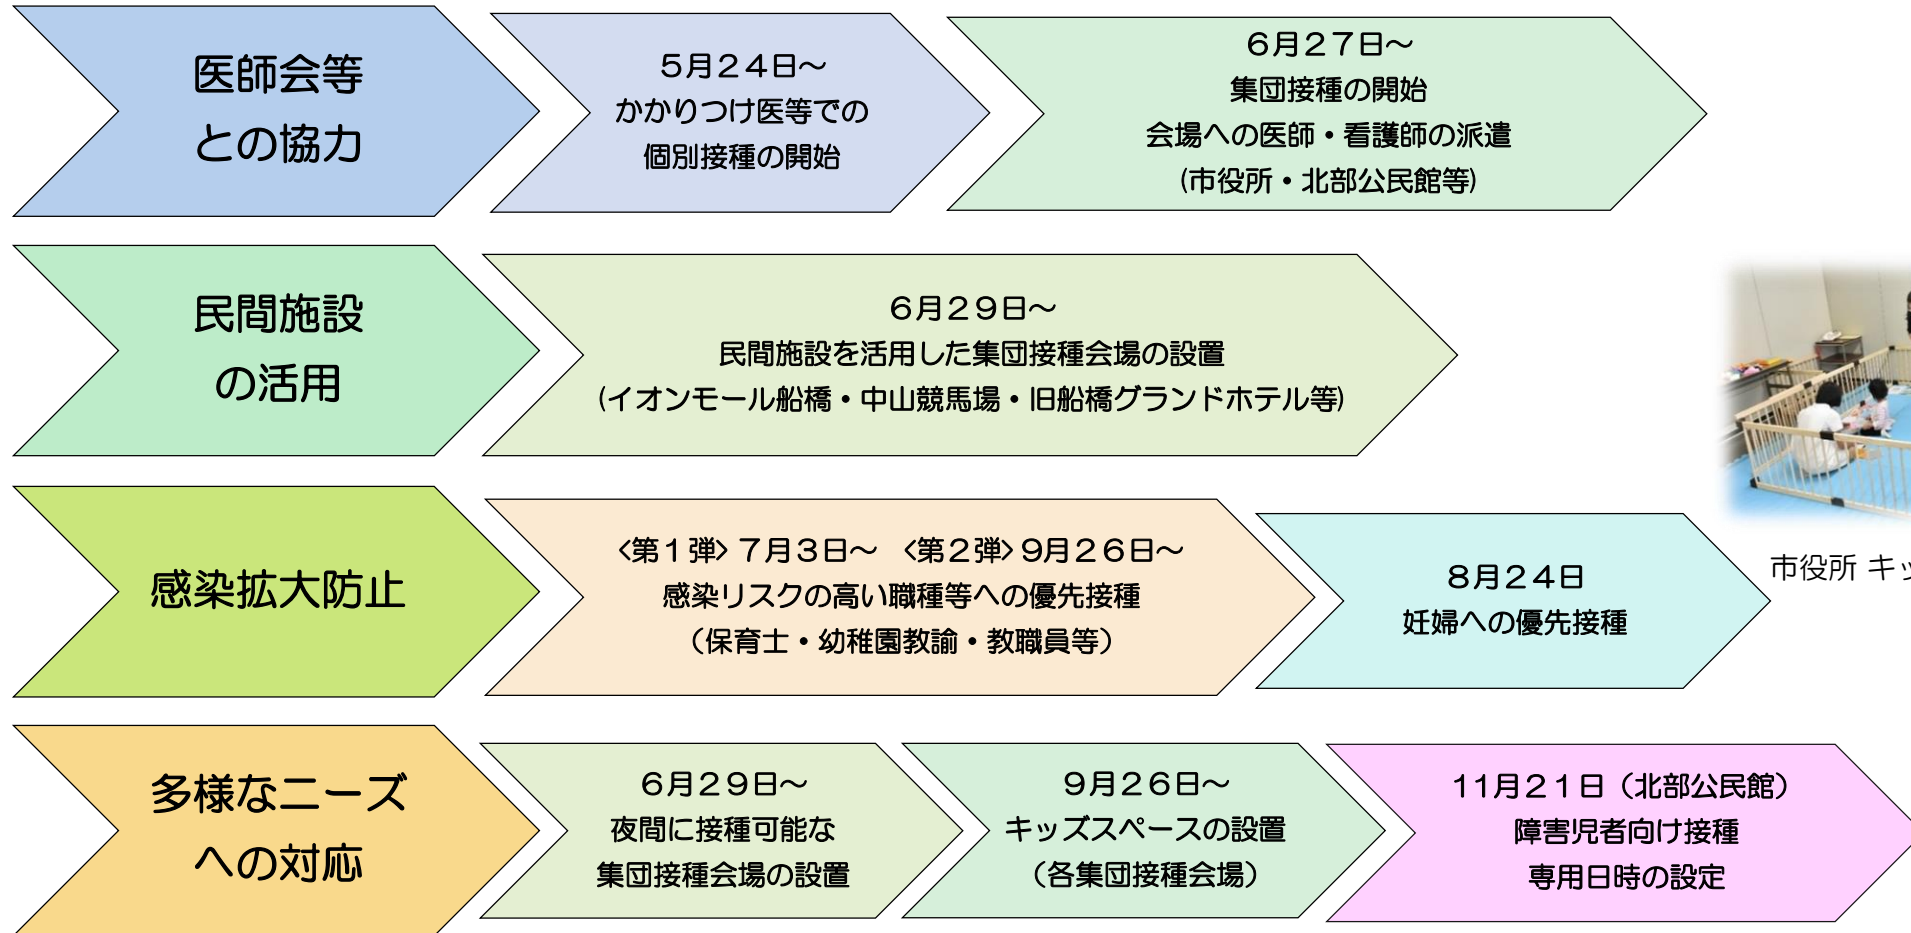 医師会等
との協力
５月２４日～
かかりつけ医等での
個別接種の開始
６月２７日～
集団接種の開始
会場への医師・看護師の派遣
(市役所・北部公民館等)
民間施設
の活用
６月２９日～
民間施設を活用した集団接種会場の設置
(イオンモール船橋・中山競馬場・旧船橋グランドホテル等)
感染拡大防止
<第１弾> ７月３日～　<第２弾> ９月２６日～
感染リスクの高い職種等への優先接種
（保育士・幼稚園教諭・教職員等）
８月２４日
妊婦への優先接種
市役所 キッ
多様なニーズ
への対応
６月２９日～
夜間に接種可能な
集団接種会場の設置
９月２６日～
キッズスペースの設置
（各集団接種会場）
11月２１日（北部公民館）
障害児者向け接種
専用日時の設定